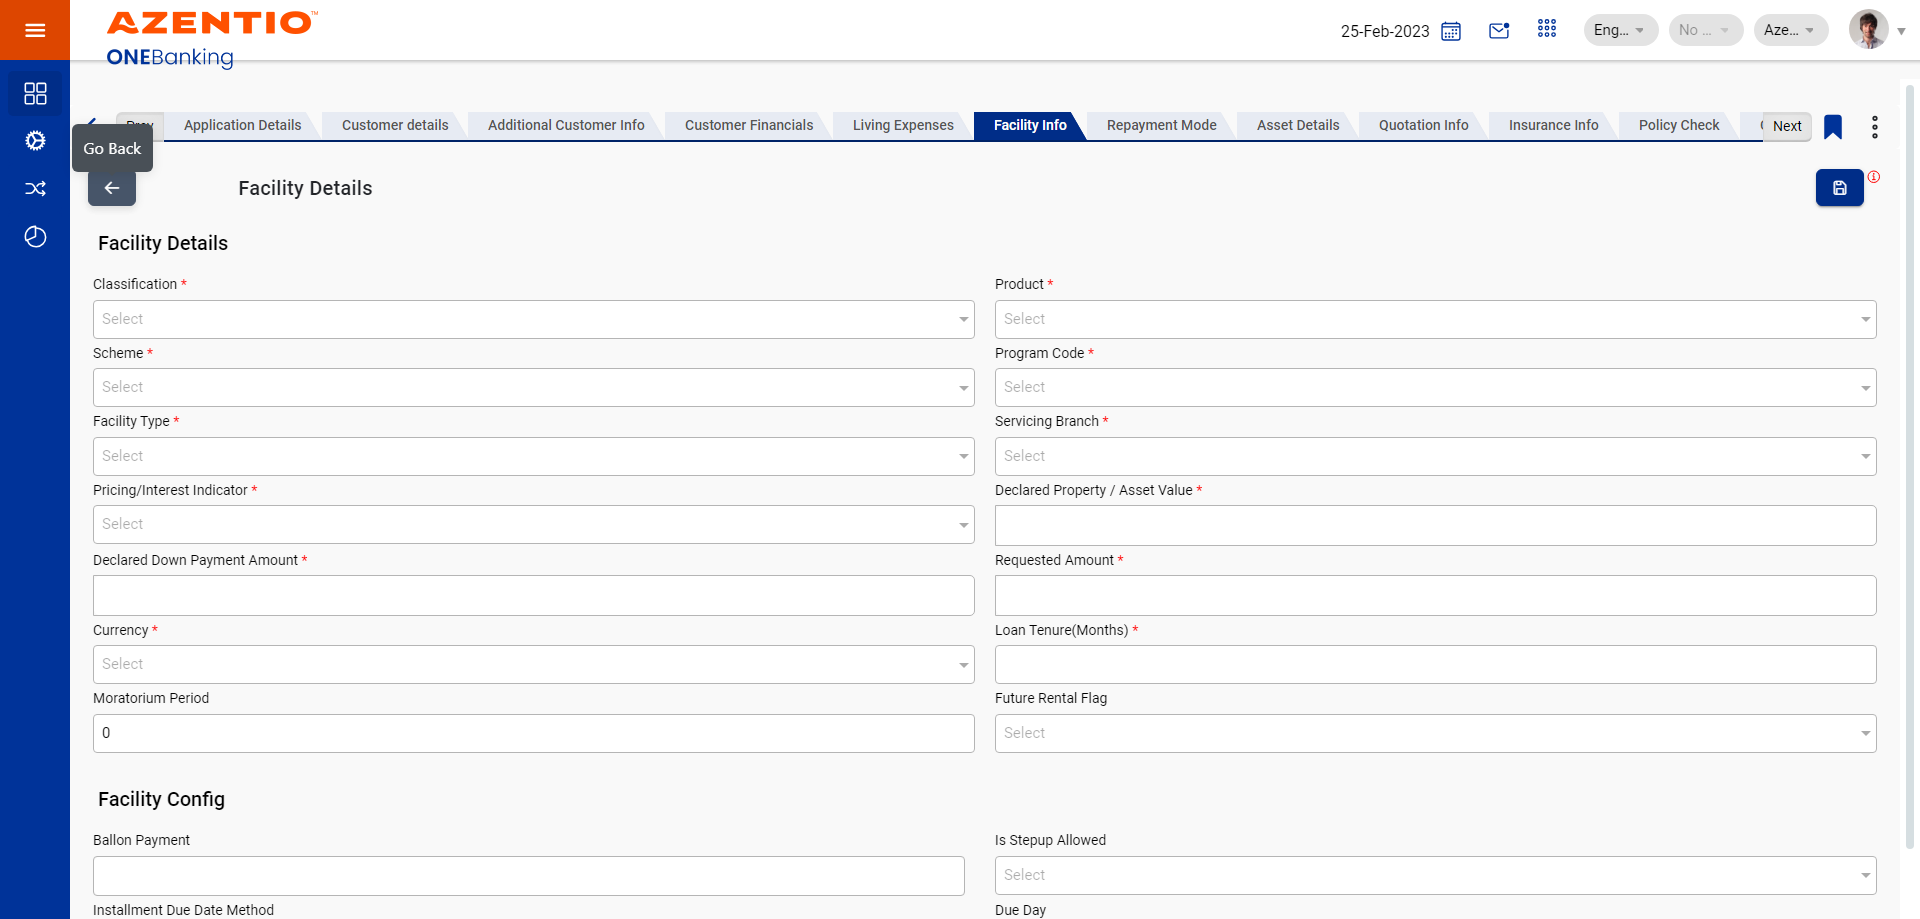 AZENTIO™
ONEBanking
25-Feb-2023
Eng...
No ...
Aze...
Application Details
Customer details
Additional Customer Info
Customer Financials
Living Expenses
Facility Info
Repayment Mode
Asset Details
Quotation Info
Insurance Info
Policy Check
Next
Go Back
Facility Details
Facility Details
Classification *
Product *
Select
Select
Scheme *
Program Code *
Select
Select
Facility Type *
Servicing Branch *
Select
Select
Pricing/Interest Indicator *
Declared Property / Asset Value *
Select
Declared Down Payment Amount *
Requested Amount *
Currency *
Loan Tenure(Months) *
Select
Moratorium Period
Future Rental Flag
0
Select
Facility Config
Ballon Payment
Is Stepup Allowed
Select
Installment Due Date Method
Due Day